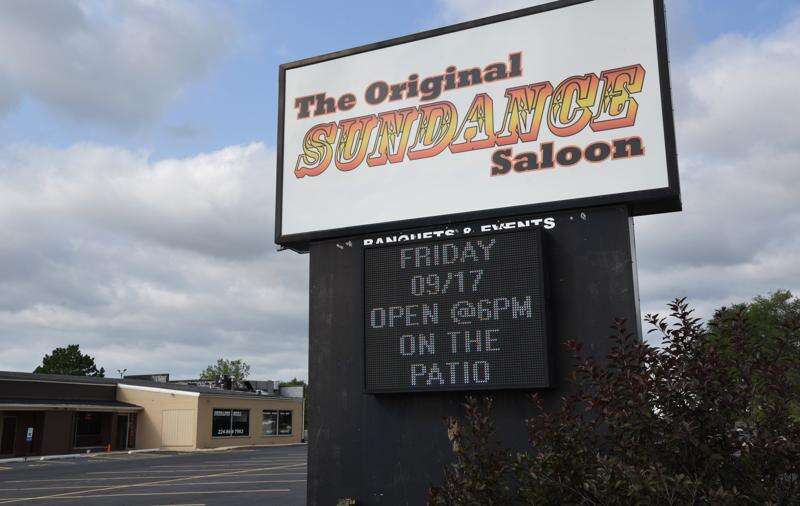 The Original
SUNDANCE
Saloon
BANQUETS & EVENTS
FRIDAY
09/17
OPEN @6PM
ON THE
PATIO